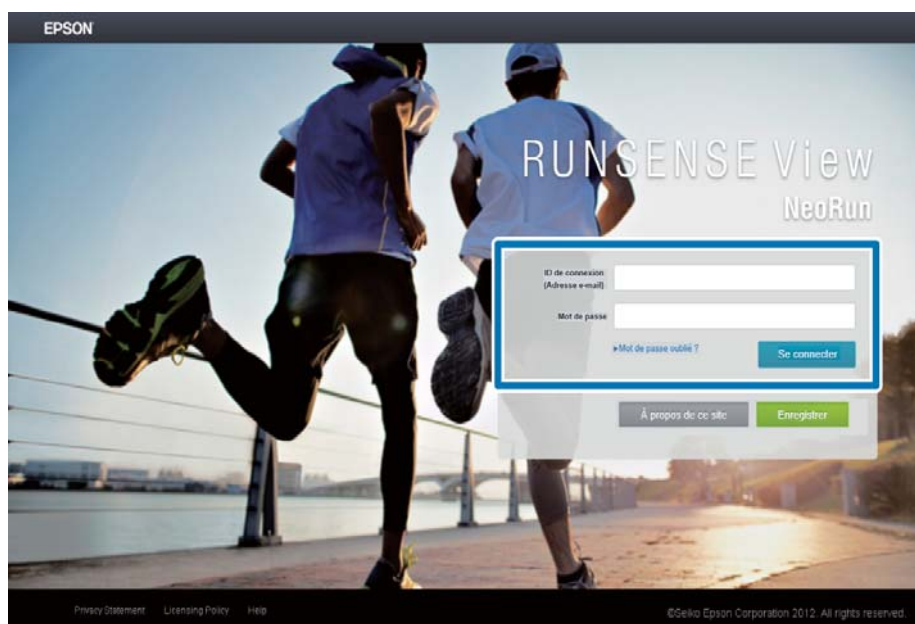 EPSON
RUNSENSE View
NeoRun
ID de connexion
(Adresse e-mail)
Mot de passe
▸Mot de passe oublié ?
Se connecter
À propos de ce site
Enregistrer
Privacy Statement Licensing Policy Help
©Seiko Epson Corporation 2012. All rights reserved.